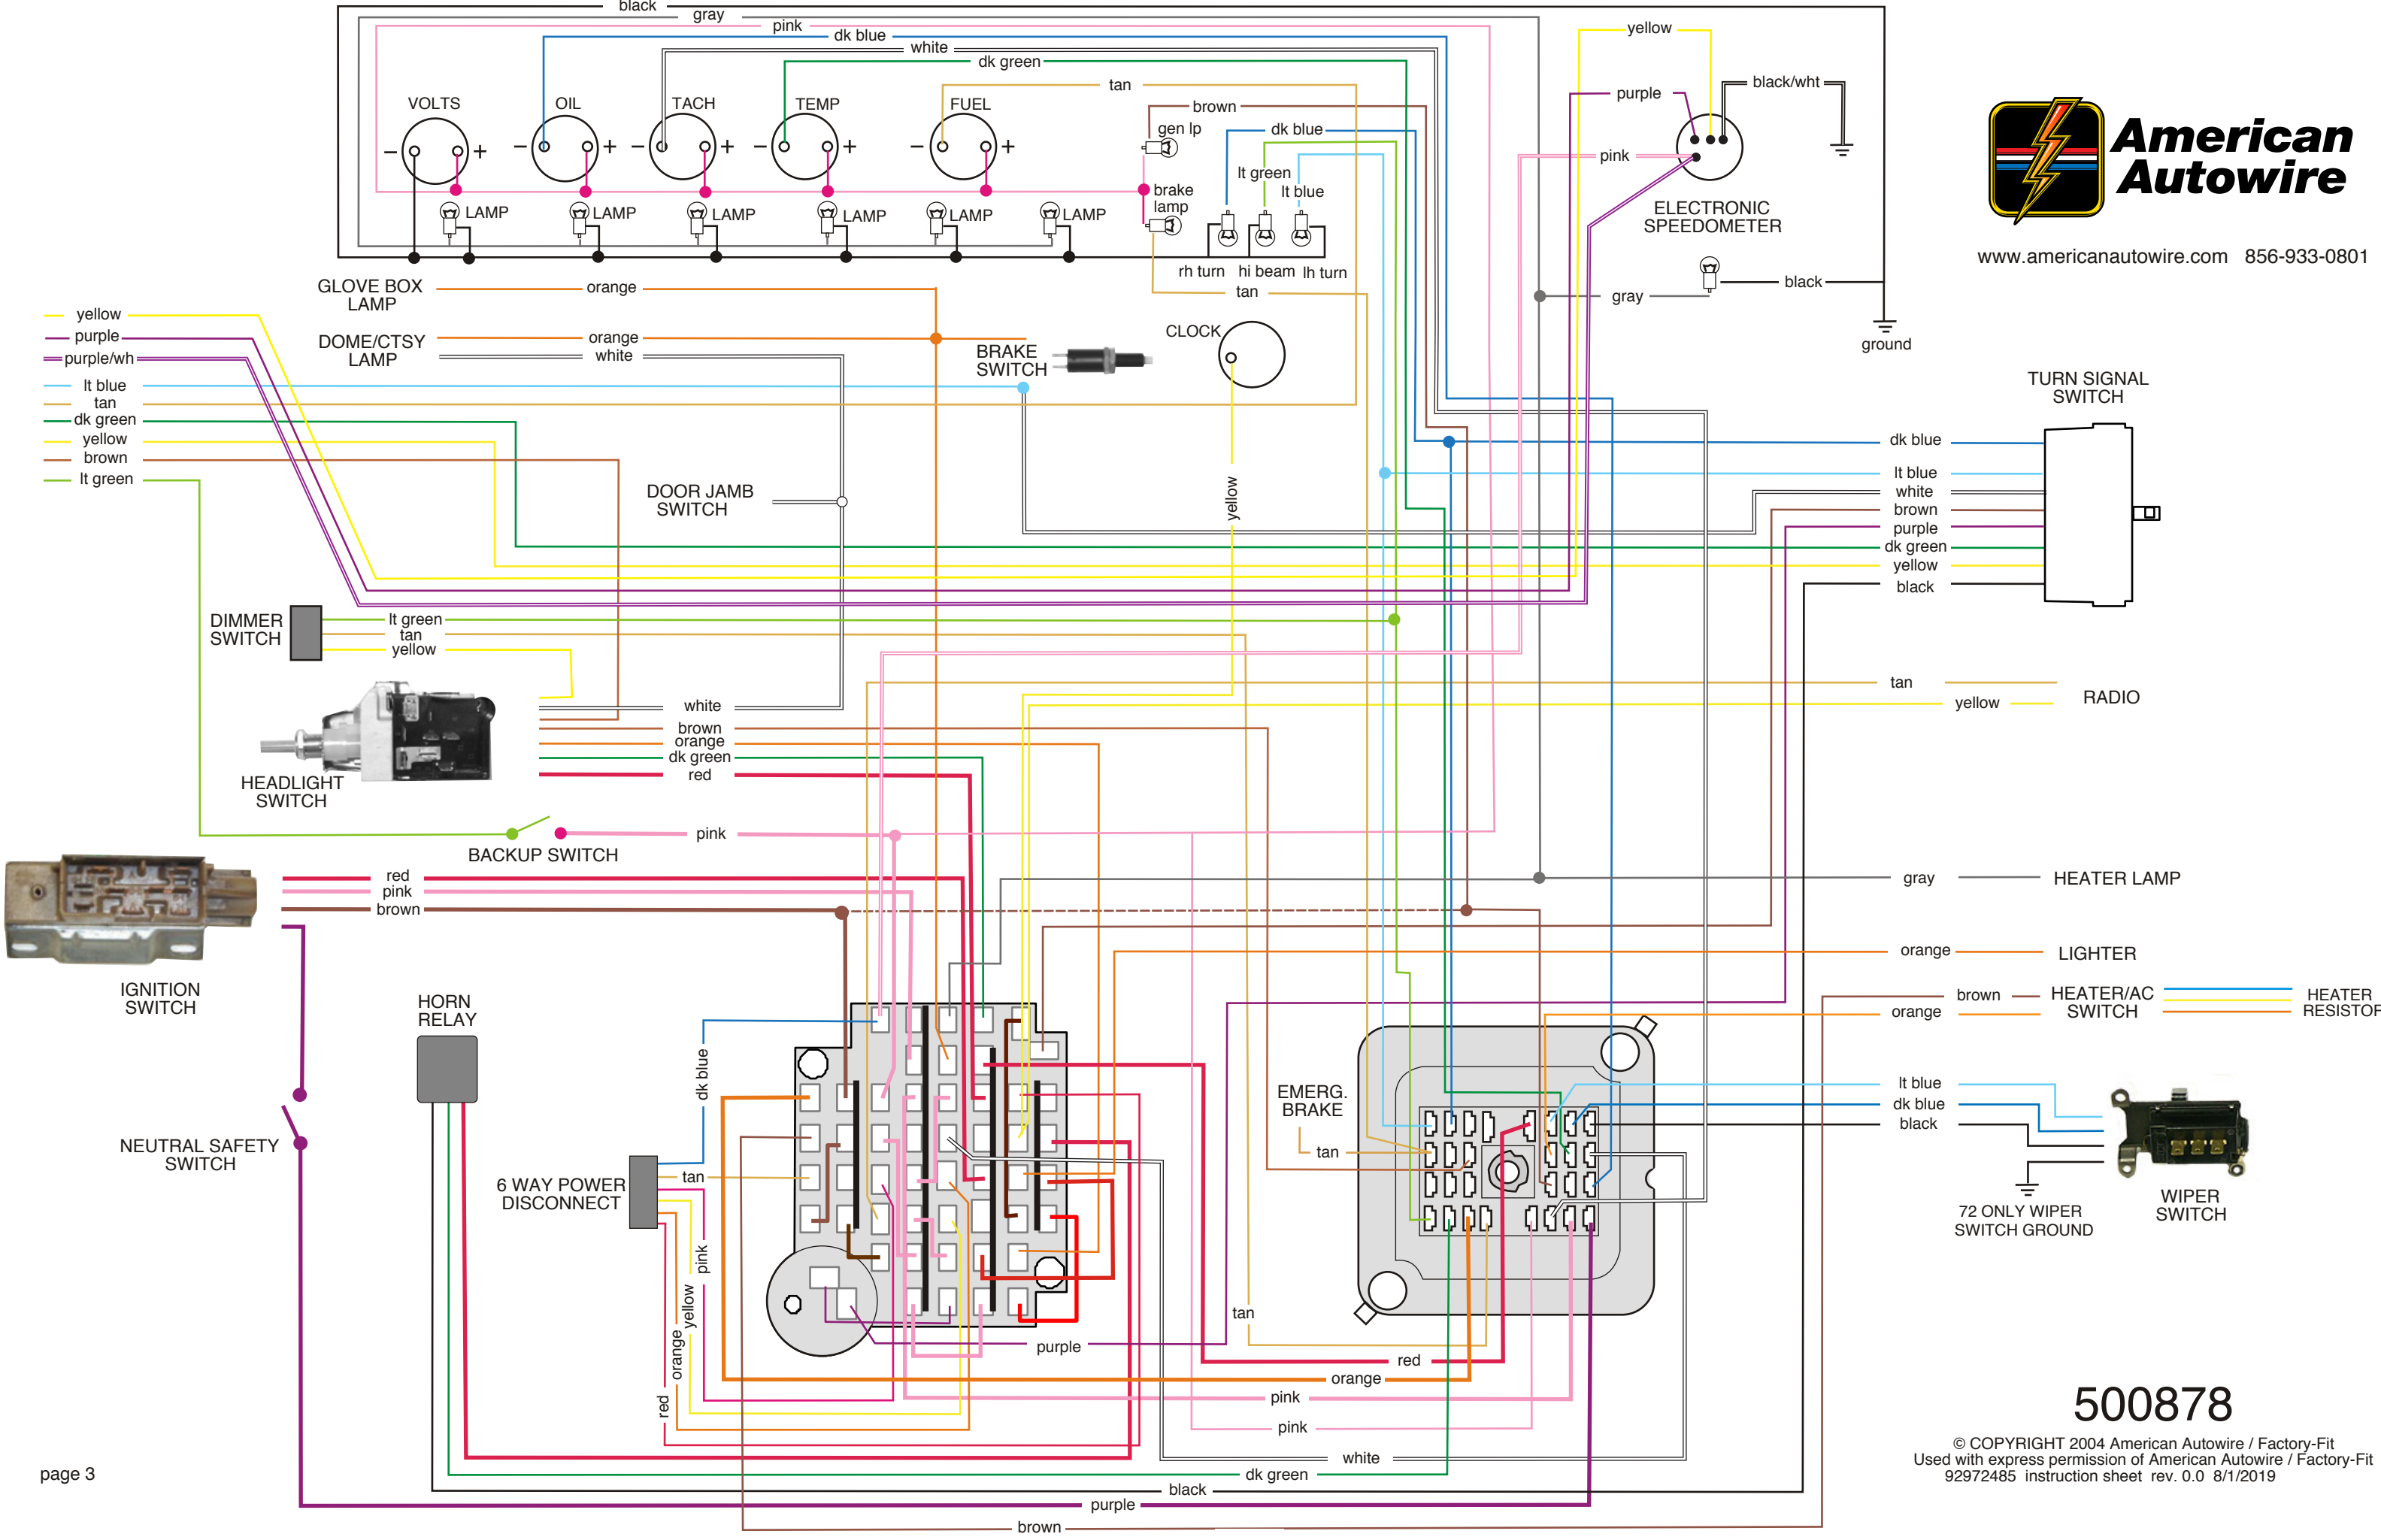 black
gray
pink
dk blue
white
dk green
tan
brown
yellow
purple
black/wht
pink
VOLTS
OIL
TACH
TEMP
FUEL
gen lp
dk blue
lt green
lt blue
brake
lamp
− +
− +
− +
− +
− +
LAMP
LAMP
LAMP
LAMP
LAMP
LAMP
rh turn
hi beam
lh turn
tan
ELECTRONIC
SPEEDOMETER
gray
black
ground
American
Autowire
www.americanautowire.com 856-933-0801
GLOVE BOX
LAMP
orange
DOME/CTSY
LAMP
orange
white
BRAKE
SWITCH
CLOCK
yellow
yellow
purple
purple/wh
lt blue
tan
dk green
yellow
brown
lt green
DOOR JAMB
SWITCH
TURN SIGNAL
SWITCH
dk blue
lt blue
white
brown
purple
dk green
yellow
black
DIMMER
SWITCH
lt green
tan
yellow
HEADLIGHT
SWITCH
white
brown
orange
dk green
red
tan
yellow
RADIO
BACKUP SWITCH
pink
IGNITION
SWITCH
red
pink
brown
gray
HEATER LAMP
orange
LIGHTER
brown
orange
HEATER/AC
SWITCH
HEATER
RESISTOR
HORN
RELAY
NEUTRAL SAFETY
SWITCH
6 WAY POWER
DISCONNECT
dk blue
tan
pink
yellow
orange
red
EMERG.
BRAKE
tan
tan
lt blue
dk blue
black
72 ONLY WIPER
SWITCH GROUND
WIPER
SWITCH
purple
red
orange
pink
pink
white
dk green
black
purple
brown
500878
© COPYRIGHT 2004 American Autowire / Factory-Fit
Used with express permission of American Autowire / Factory-Fit
92972485 instruction sheet rev. 0.0 8/1/2019
page 3